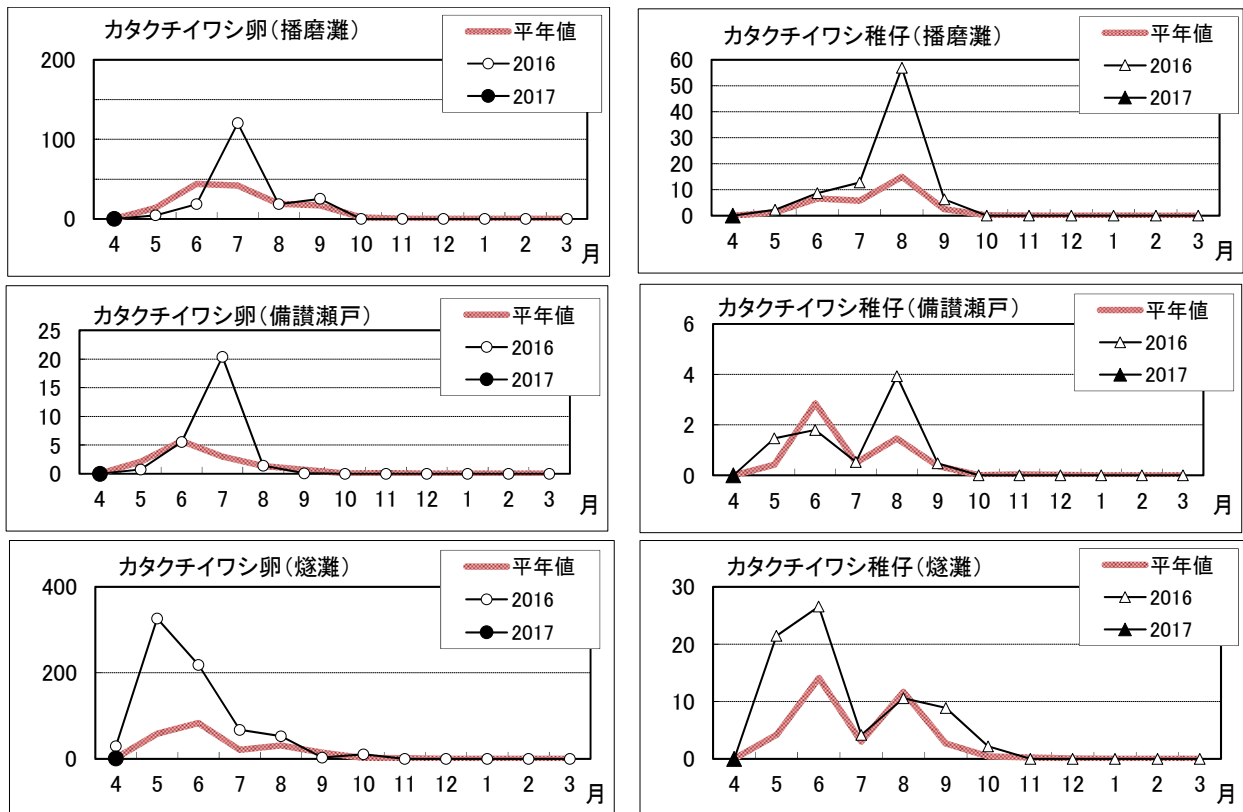 カタクチイワシ卵（播磨灘）
平年値
2016
2017
200
100
0
4 5 6 7 8 9 10 11 12 1 2 3 月
カタクチイワシ稚仔（播磨灘）
平年値
2016
2017
60
50
40
30
20
10
0
4 5 6 7 8 9 10 11 12 1 2 3 月
カタクチイワシ卵（備讃瀬戸）
平年値
2016
2017
25
20
15
10
5
0
4 5 6 7 8 9 10 11 12 1 2 3 月
カタクチイワシ稚仔（備讃瀬戸）
平年値
2016
2017
6
4
2
0
4 5 6 7 8 9 10 11 12 1 2 3 月
カタクチイワシ卵（燧灘）
平年値
2016
2017
400
200
0
4 5 6 7 8 9 10 11 12 1 2 3 月
カタクチイワシ稚仔（燧灘）
平年値
2016
2017
30
20
10
0
4 5 6 7 8 9 10 11 12 1 2 3 月